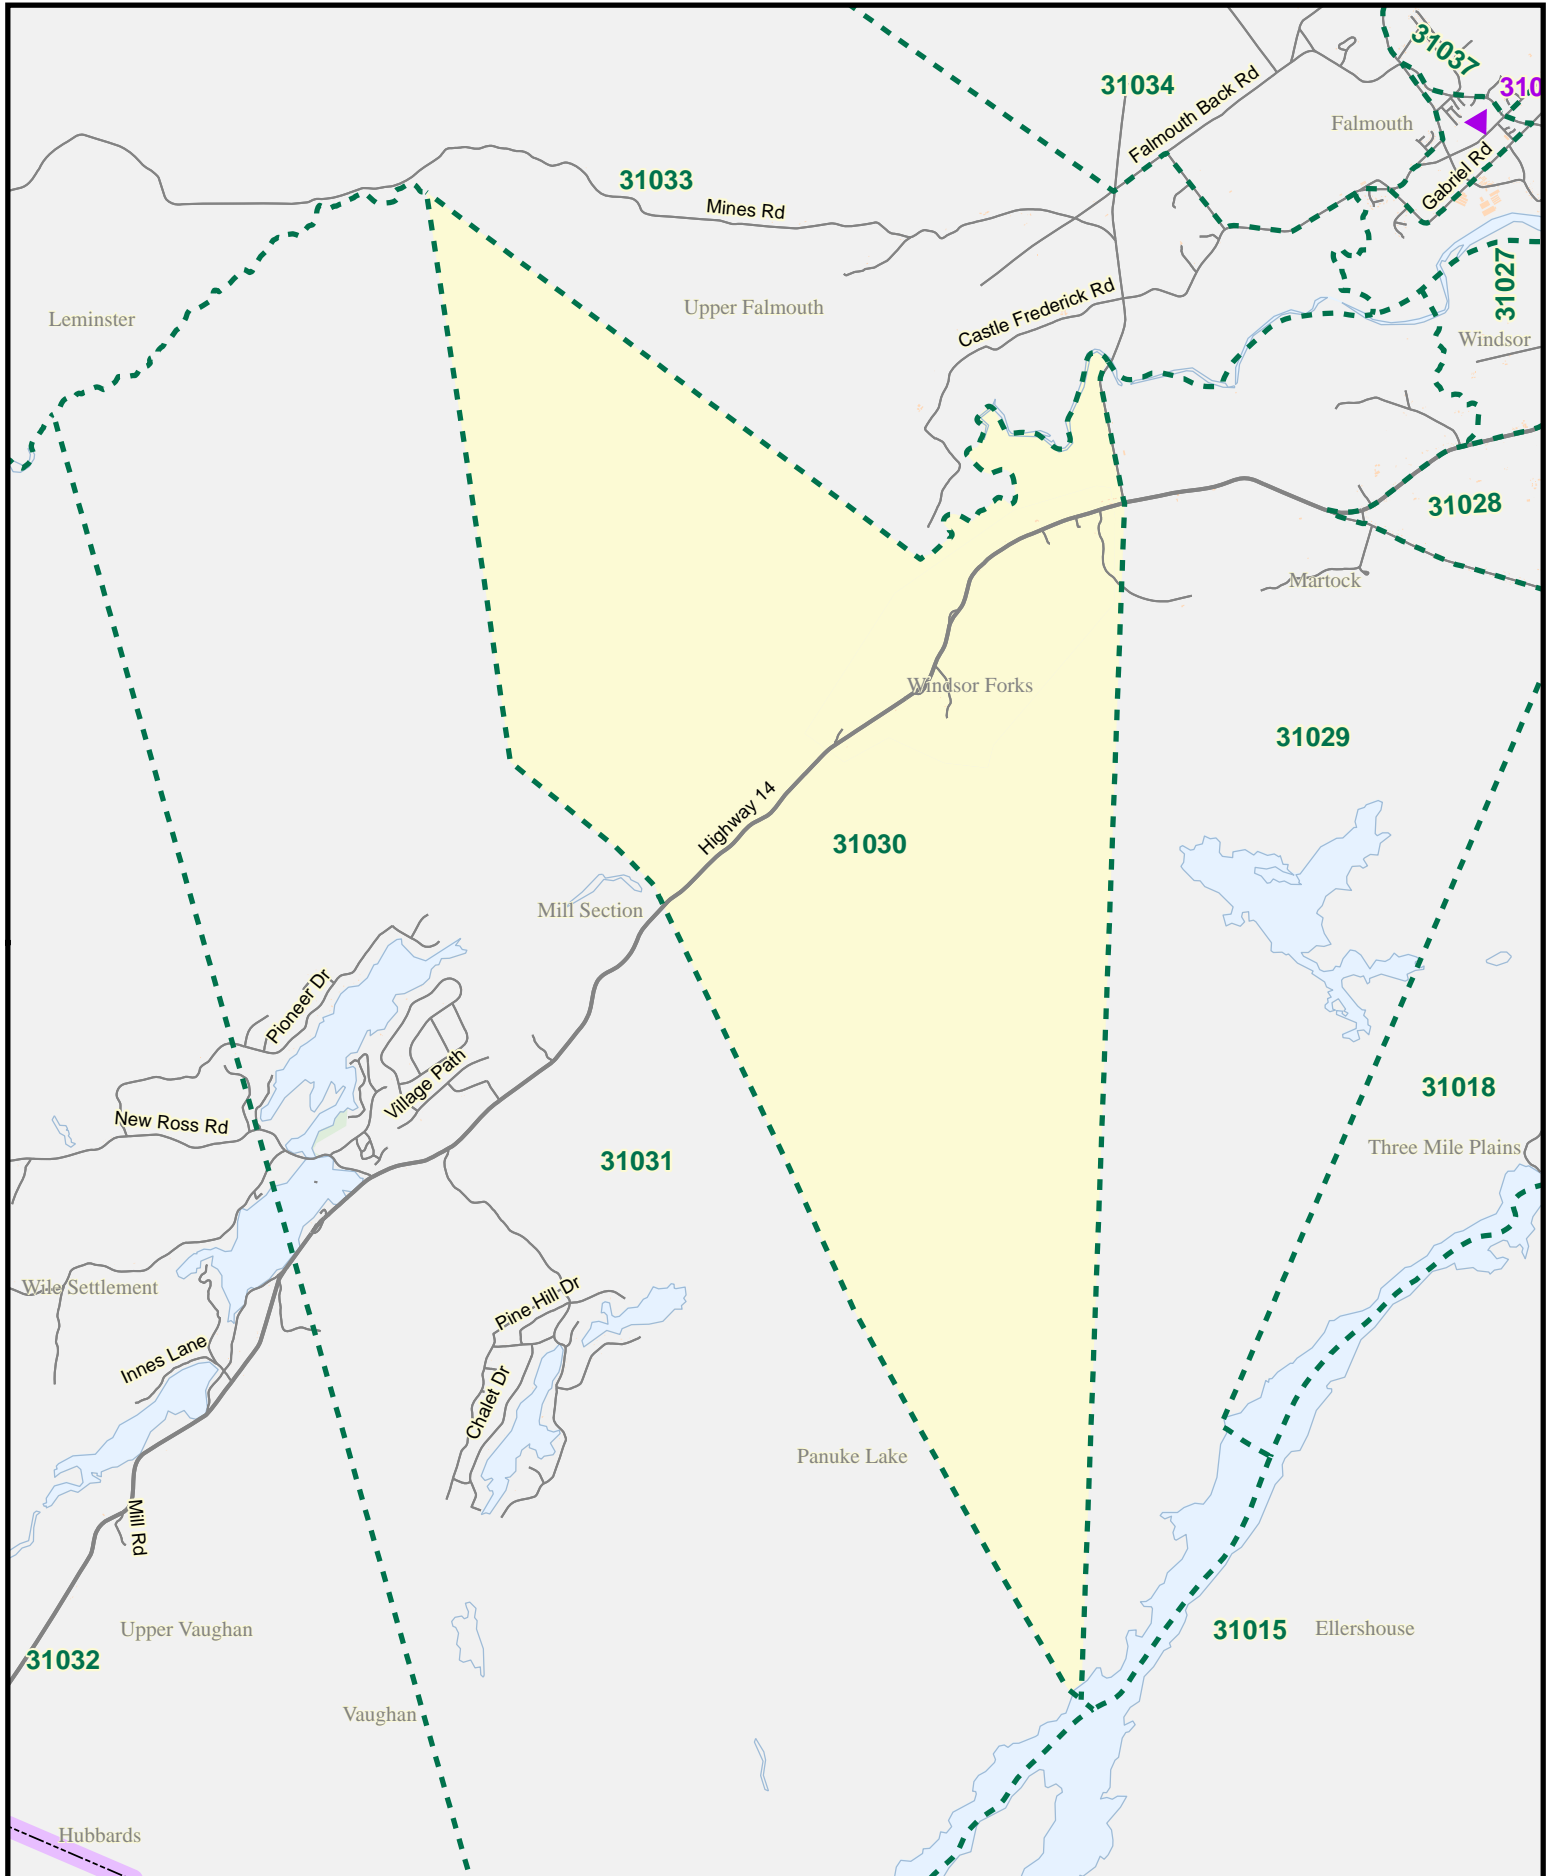 31037
310
31034
Falmouth Back Rd
Falmouth
Gabriel Rd
31033
Mines Rd
31027
Castle Frederick Rd
Upper Falmouth
Leminster
Windsor
31028
Martock
Windsor Forks
31029
Highway 14
31030
Mill Section
Pioneer Dr
Village Path
31018
New Ross Rd
Three Mile Plains
31031
Wile Settlement
Pine Hill Dr
Innes Lane
Chalet Dr
Panuke Lake
Mill Rd
31015
Ellershouse
Upper Vaughan
31032
Vaughan
Hubbards